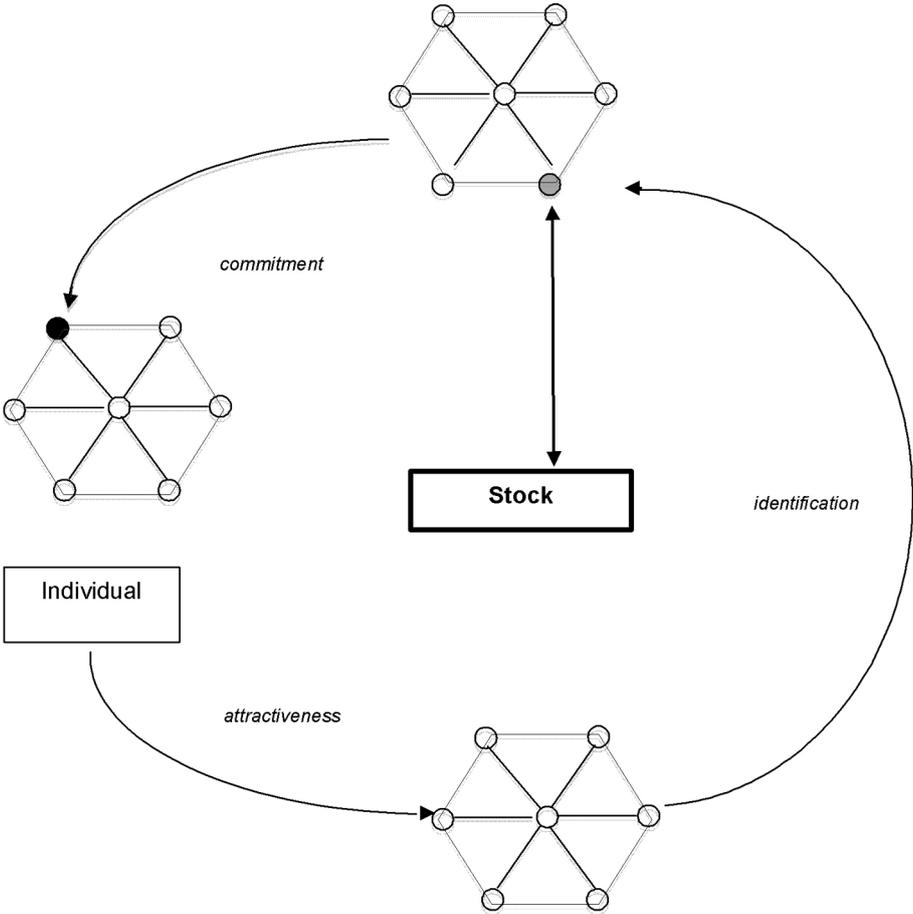 commitment
Stock
identification
Individual
attractiveness